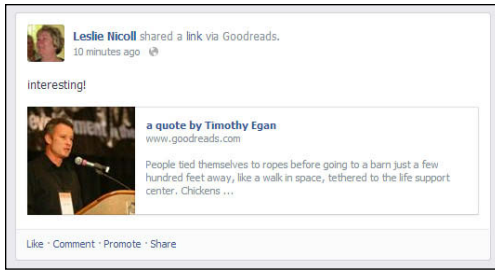 Leslie Nicoll shared a link via Goodreads.
10 minutes ago
interesting!
a quote by Timothy Egan
www.goodreads.com
People tied themselves to ropes before going to a barn just a few
hundred feet away, like a walk in space, tethered to the life support
center. Chickens ...
Like · Comment · Promote · Share